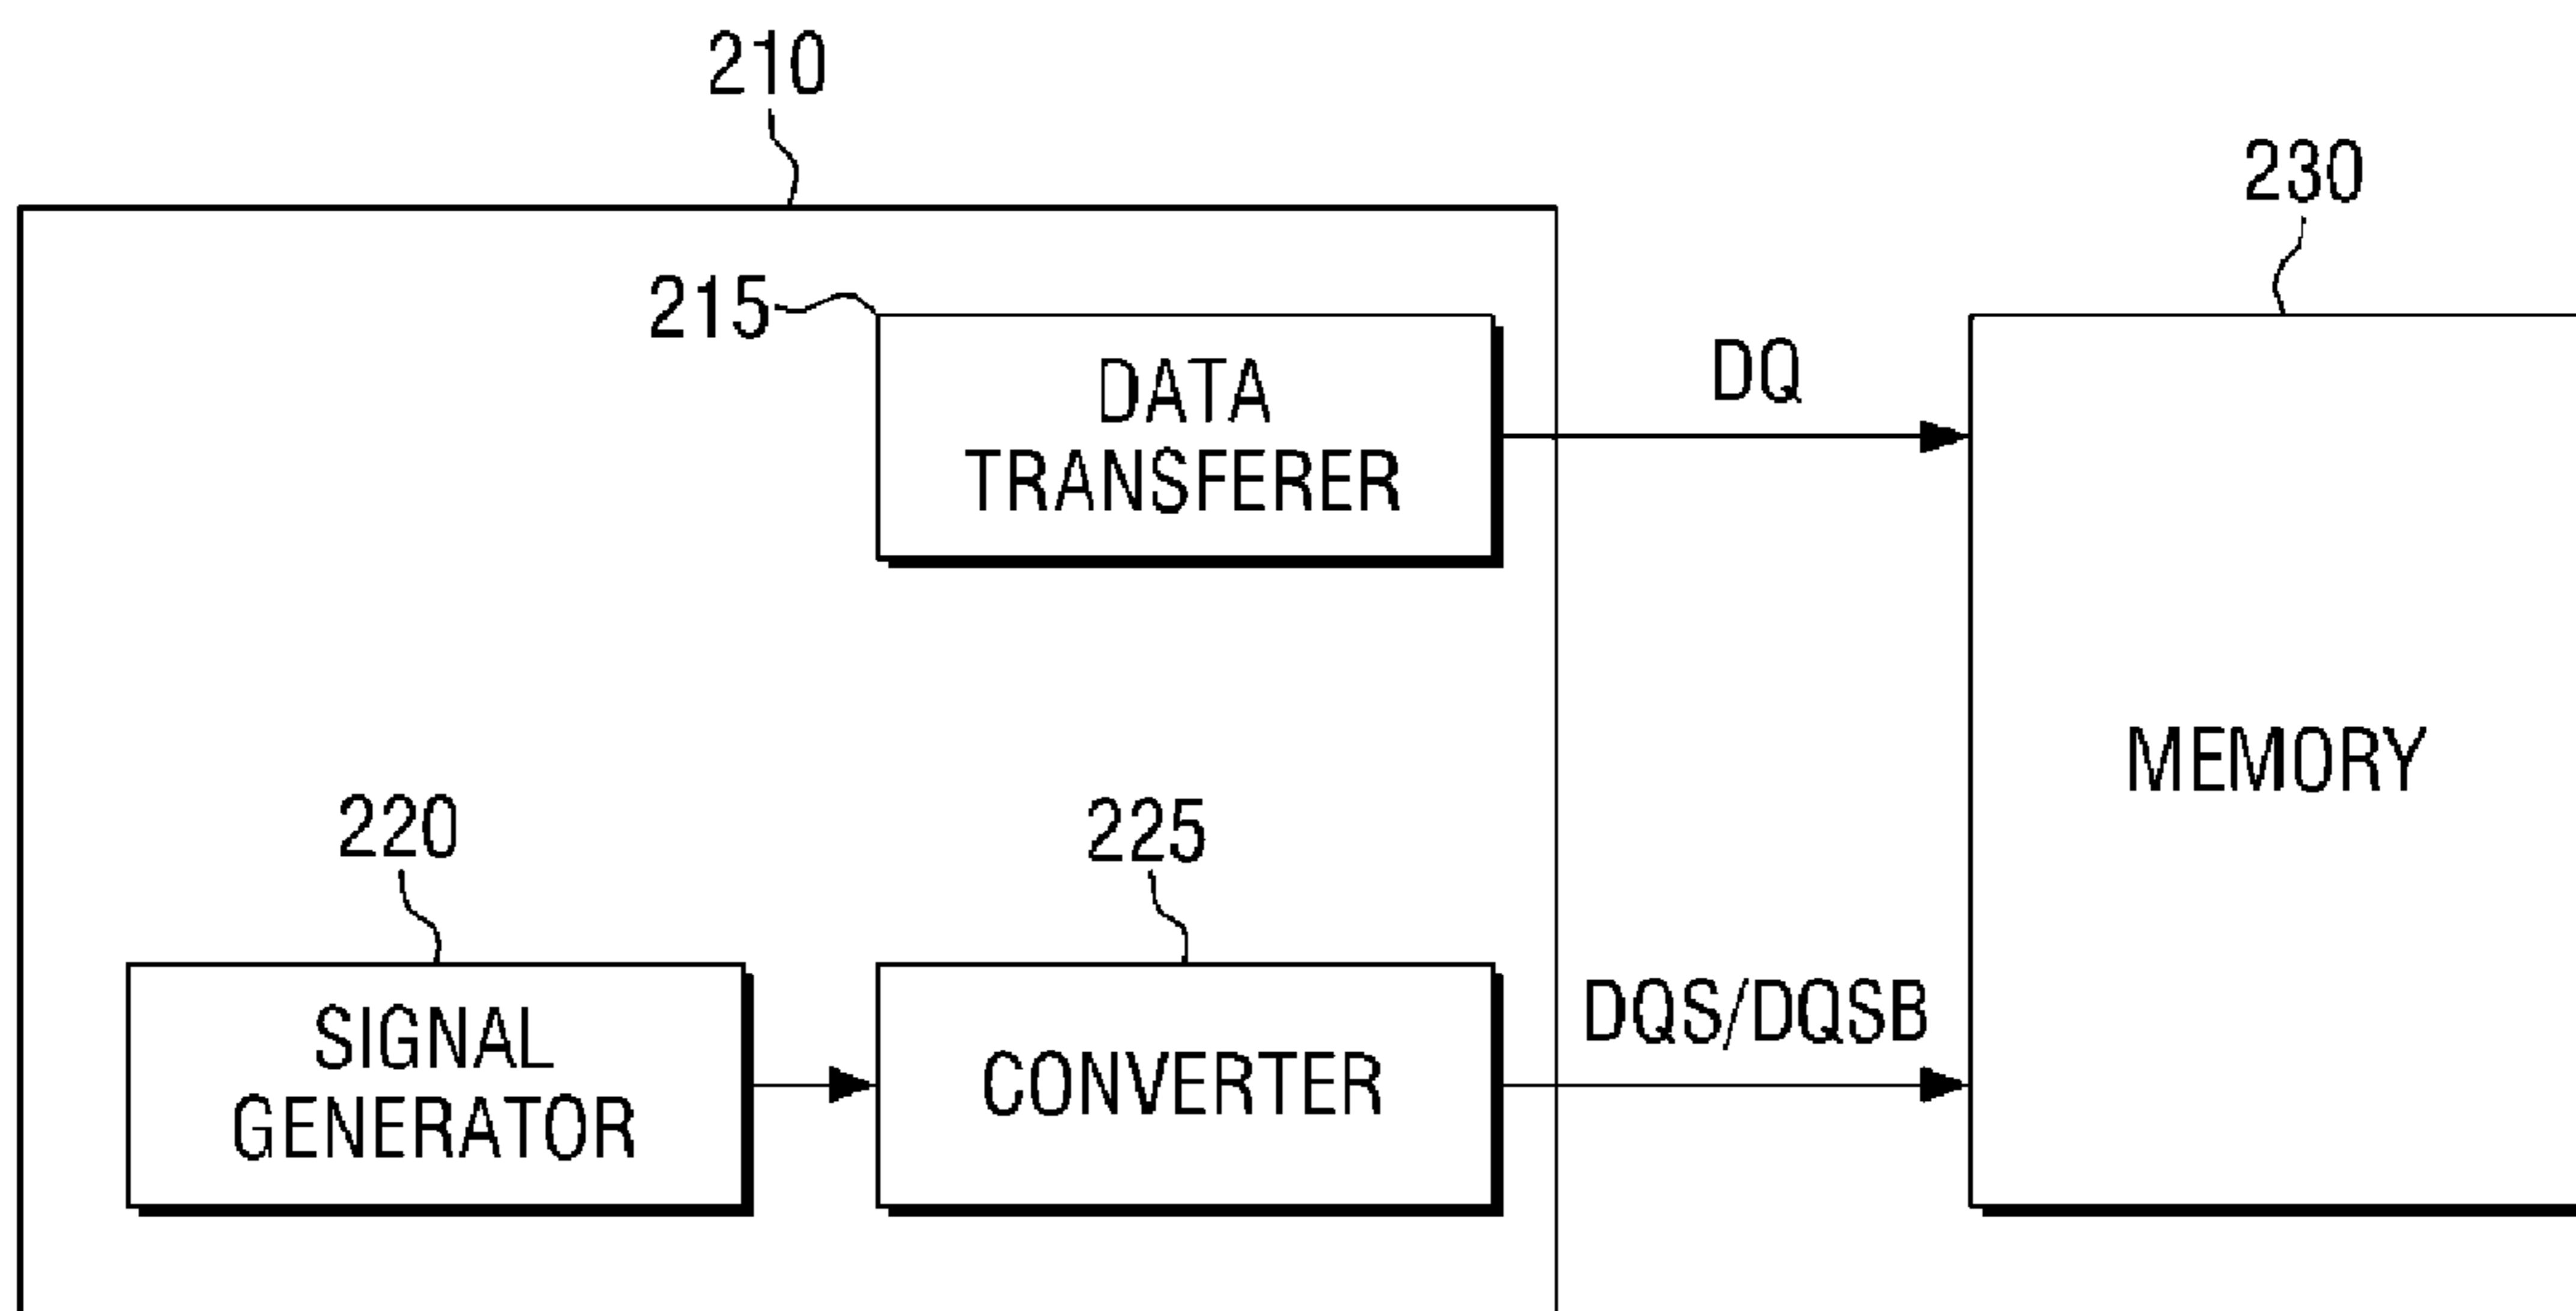 210
230
215
DATA
TRANSFERER
DQ
MEMORY
220
225
SIGNAL
GENERATOR
CONVERTER
DQS/DQSB